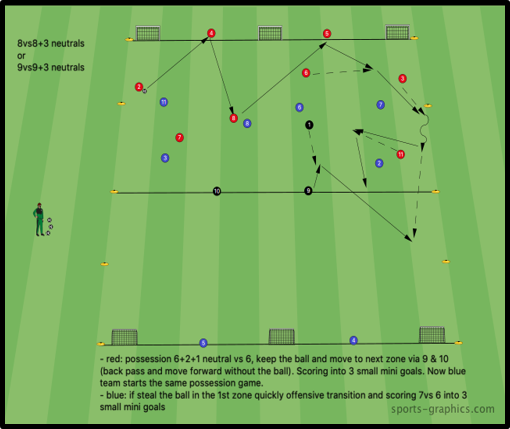 8vs8+3 neutrals
or
9vs9+3 neutrals
4
5
2
6
3
11
6
7
8
8
1
7
3
2
11
10
9
5
4
- red: possession 6+2+1 neutral vs 6, keep the ball and move to next zone via 9 & 10
(back pass and move forward without the ball). Scoring into 3 small mini goals. Now blue
team starts the same possession game.
- blue: if steal the ball in the 1st zone quickly offensive transition and scoring 7vs 6 into 3
small mini goals
sports-graphics.com